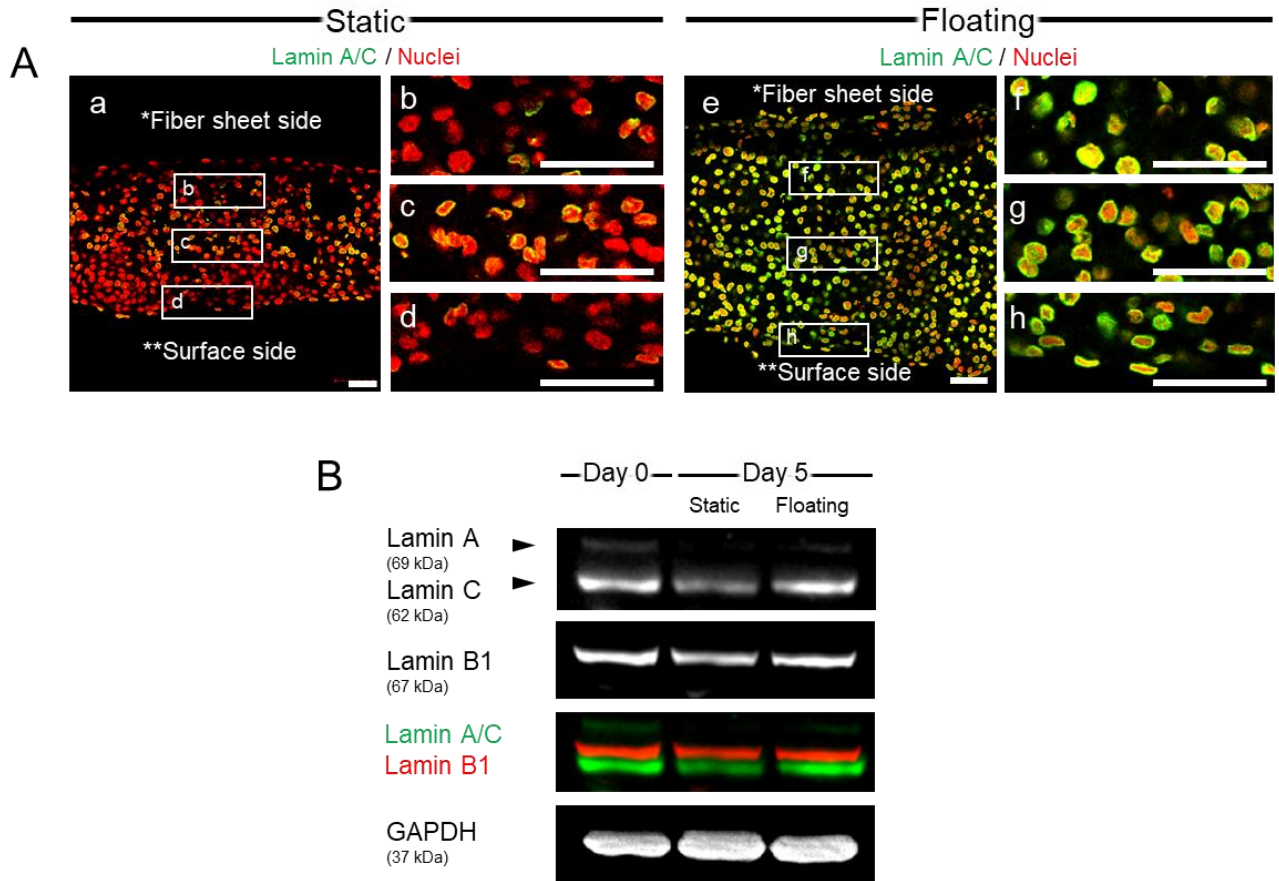 Static
Floating
A
Lamin A/C / Nuclei
Lamin A/C / Nuclei
a
*Fiber sheet side
b
c
d
**Surface side
b
c
d
e
*Fiber sheet side
f
g
h
**Surface side
f
g
h
B
Day 0
Day 5
Static
Floating
Lamin A
(69 kDa)
Lamin C
(62 kDa)
Lamin B1
(67 kDa)
Lamin A/C
Lamin B1
GAPDH
(37 kDa)